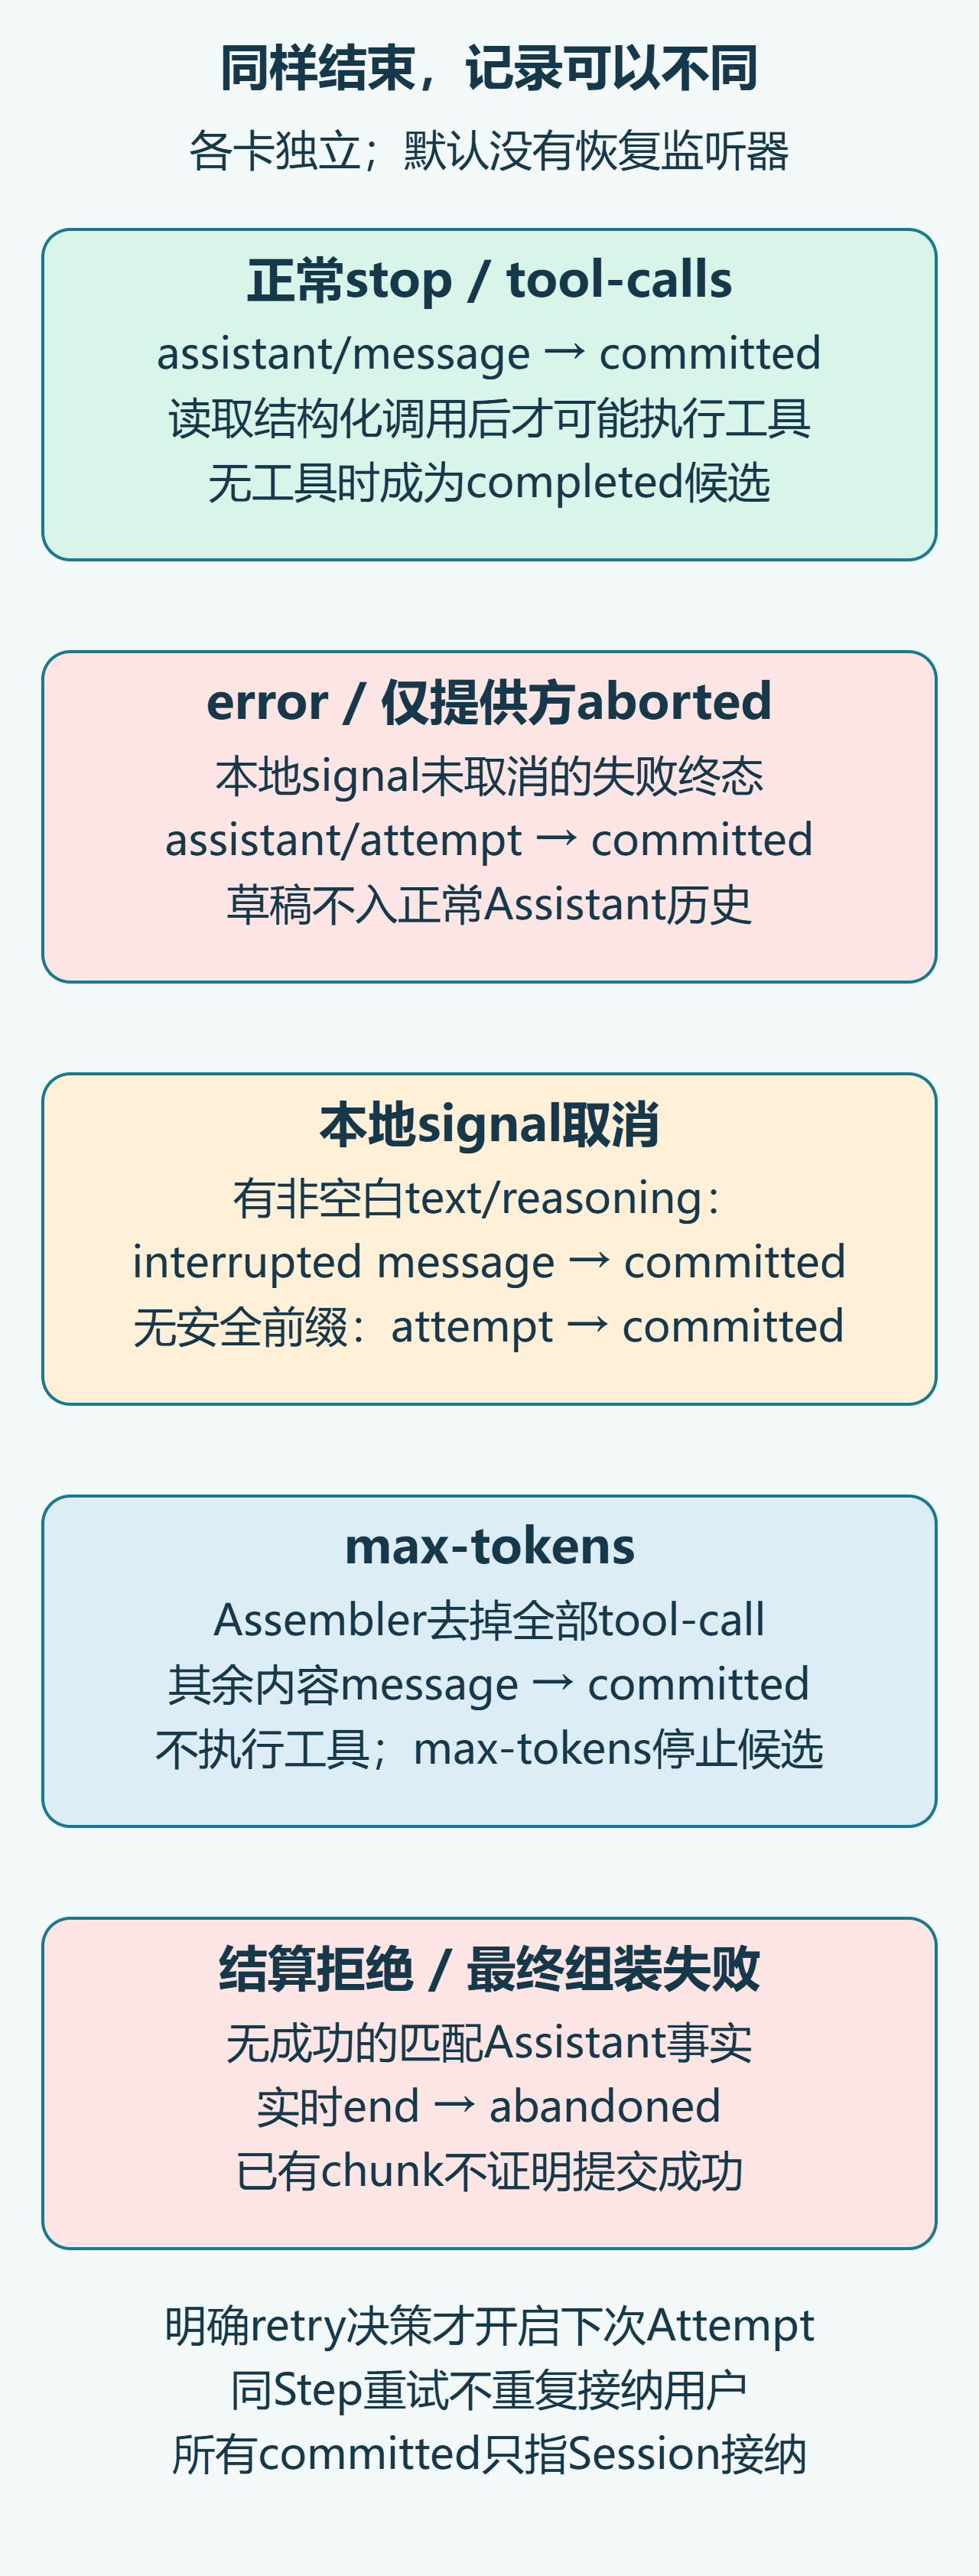 同样结束，记录可以不同
各卡独立；默认没有恢复监听器
正常stop / tool-calls
assistant/message → committed
读取结构化调用后才可能执行工具
无工具时成为completed候选
error / 仅提供方aborted
本地signal未取消的失败终态
assistant/attempt → committed
草稿不入正常Assistant历史
本地signal取消
有非空白text/reasoning：
interrupted message → committed
无安全前缀：attempt → committed
max-tokens
Assembler去掉全部tool-call
其余内容message → committed
不执行工具；max-tokens停止候选
结算拒绝 / 最终组装失败
无成功的匹配Assistant事实
实时end → abandoned
已有chunk不证明提交成功
明确retry决策才开启下次Attempt
同Step重试不重复接纳用户
所有committed只指Session接纳